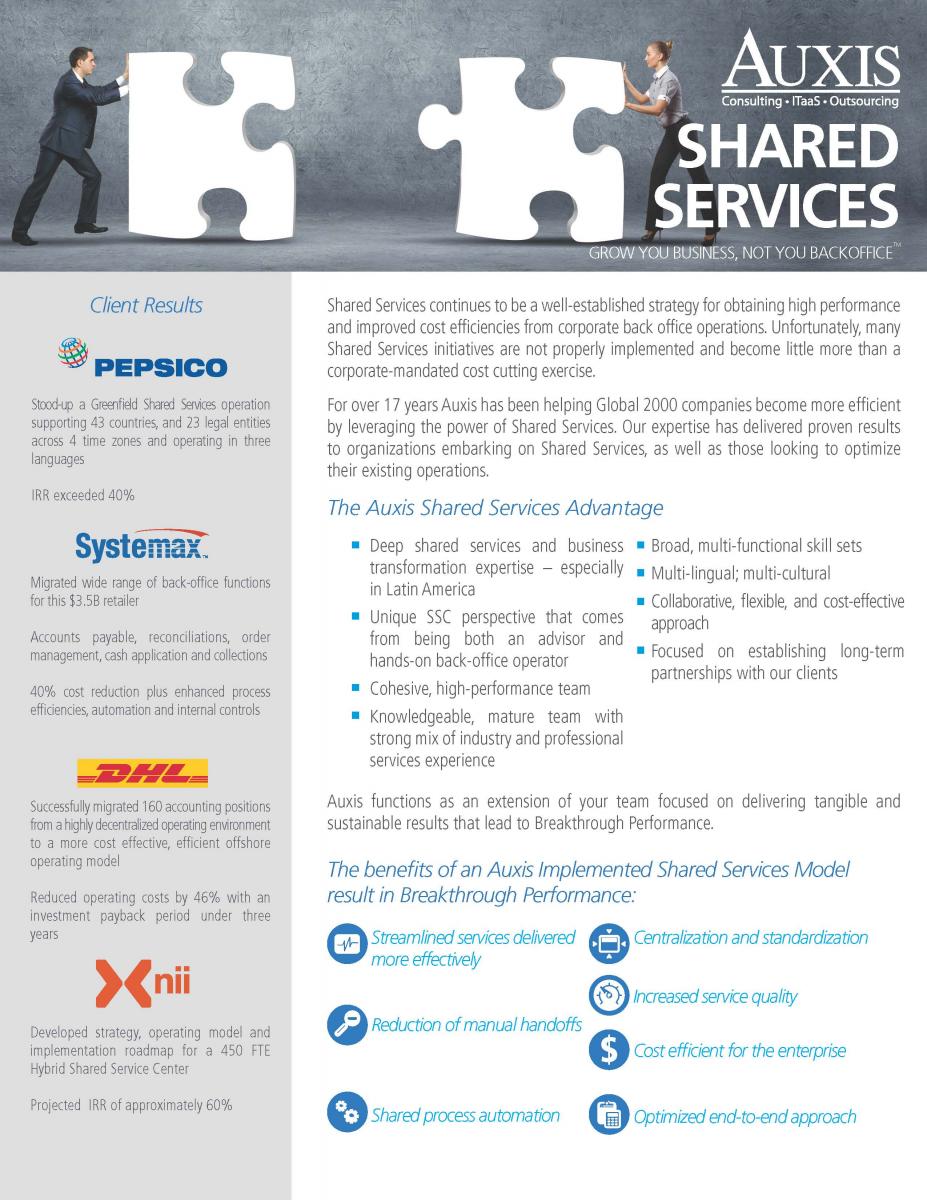 AUXIS
Consulting • ITaaS • Outsourcing
SHARED
SERVICES
GROW YOU BUSINESS, NOT YOU BACKOFFICE™
Client Results
PEPSICO
Stood-up a Greenfield Shared Services operation
supporting 43 countries, and 23 legal entities
across 4 time zones and operating in three
languages
IRR exceeded 40%
Systemax™
Migrated wide range of back-office functions
for this $3.5B retailer
Accounts payable, reconciliations, order
management, cash application and collections
40% cost reduction plus enhanced process
efficiencies, automation and internal controls
DHL
Successfully migrated 160 accounting positions
from a highly decentralized operating environment
to a more cost effective, efficient offshore
operating model
Reduced operating costs by 46% with an
investment payback period under three
years
nii
Developed strategy, operating model and
implementation roadmap for a 450 FTE
Hybrid Shared Service Center
Projected IRR of approximately 60%
Shared Services continues to be a well-established strategy for obtaining high performance
and improved cost efficiencies from corporate back office operations. Unfortunately, many
Shared Services initiatives are not properly implemented and become little more than a
corporate-mandated cost cutting exercise.
For over 17 years Auxis has been helping Global 2000 companies become more efficient
by leveraging the power of Shared Services. Our expertise has delivered proven results
to organizations embarking on Shared Services, as well as those looking to optimize
their existing operations.
The Auxis Shared Services Advantage
Deep shared services and business
transformation expertise – especially
in Latin America
Unique SSC perspective that comes
from being both an advisor and
hands-on back-office operator
Cohesive, high-performance team
Knowledgeable, mature team with
strong mix of industry and professional
services experience
Broad, multi-functional skill sets
Multi-lingual; multi-cultural
Collaborative, flexible, and cost-effective
approach
Focused on establishing long-term
partnerships with our clients
Auxis functions as an extension of your team focused on delivering tangible and
sustainable results that lead to Breakthrough Performance.
The benefits of an Auxis Implemented Shared Services Model
result in Breakthrough Performance:
Streamlined services delivered
more effectively
Reduction of manual handoffs
Shared process automation
Centralization and standardization
Increased service quality
$
Cost efficient for the enterprise
Optimized end-to-end approach